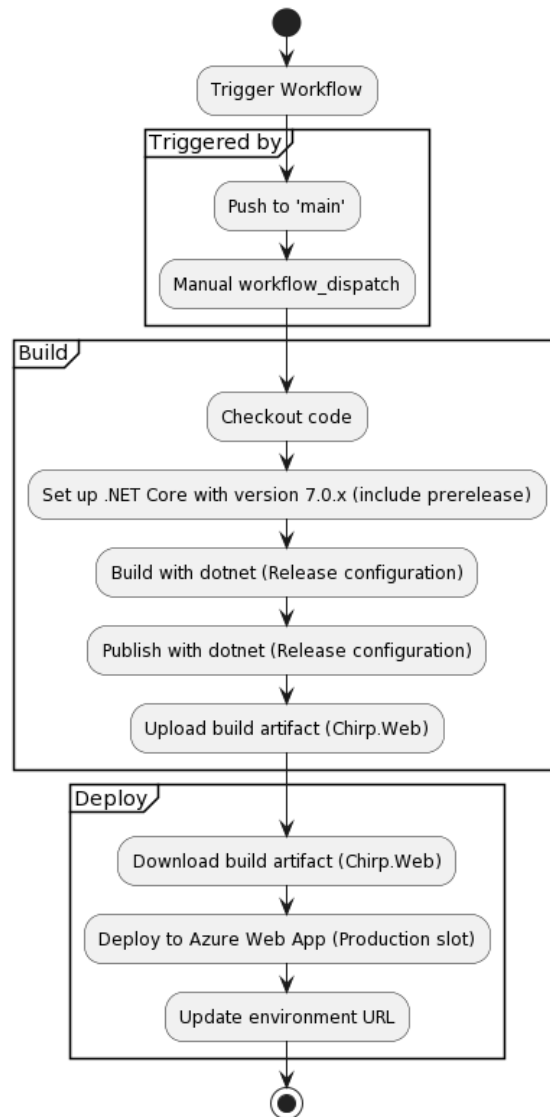 Trigger Workflow
Triggered by
Push to 'main'
Manual workflow_dispatch
Build
Checkout code
Set up .NET Core with version 7.0.x (include prerelease)
Build with dotnet (Release configuration)
Publish with dotnet (Release configuration)
Upload build artifact (Chirp.Web)
Deploy
Download build artifact (Chirp.Web)
Deploy to Azure Web App (Production slot)
Update environment URL